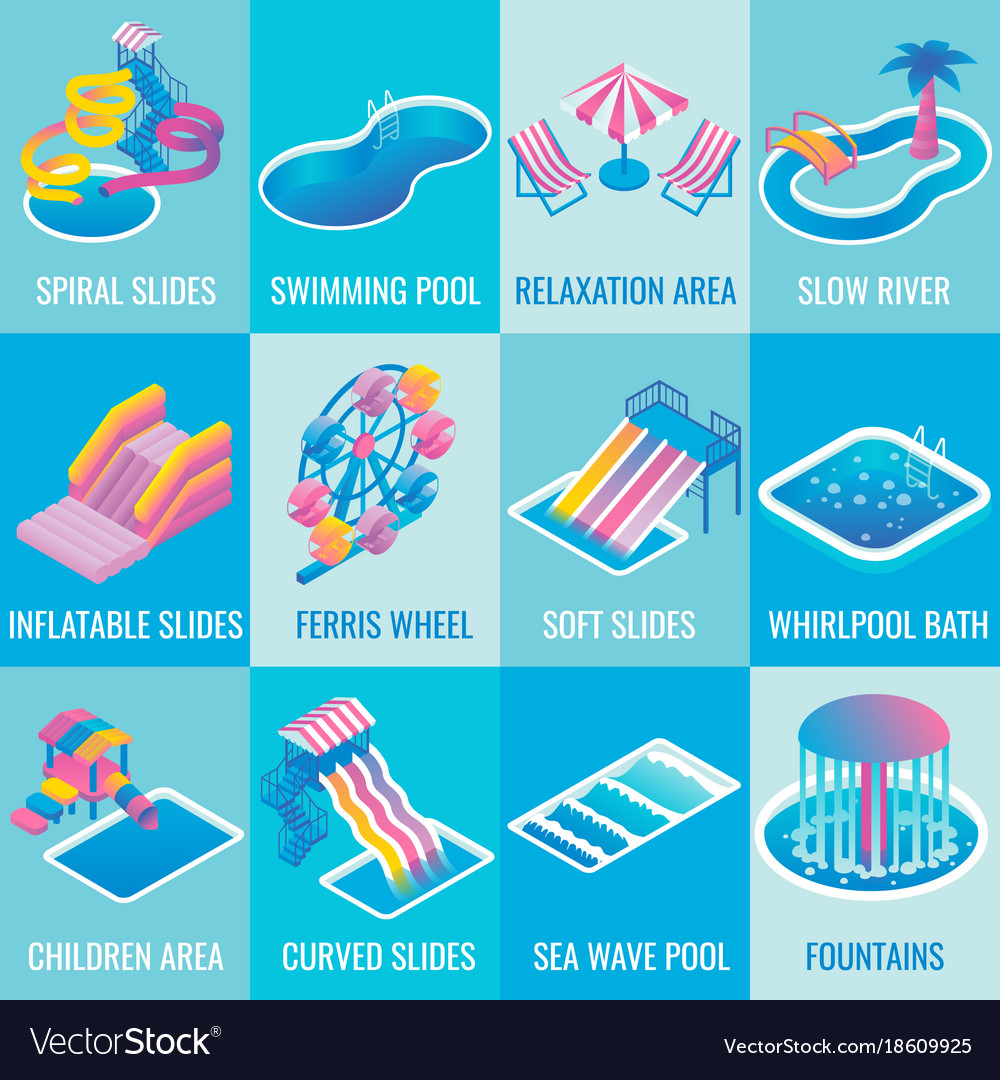 SPIRAL SLIDES
SWIMMING POOL
RELAXATION AREA
SLOW RIVER
INFLATABLE SLIDES
FERRIS WHEEL
SOFT SLIDES
WHIRLPOOL BATH
CHILDREN AREA
CURVED SLIDES
SEA WAVE POOL
FOUNTAINS
VectorStock®
VectorStock.com/18609925